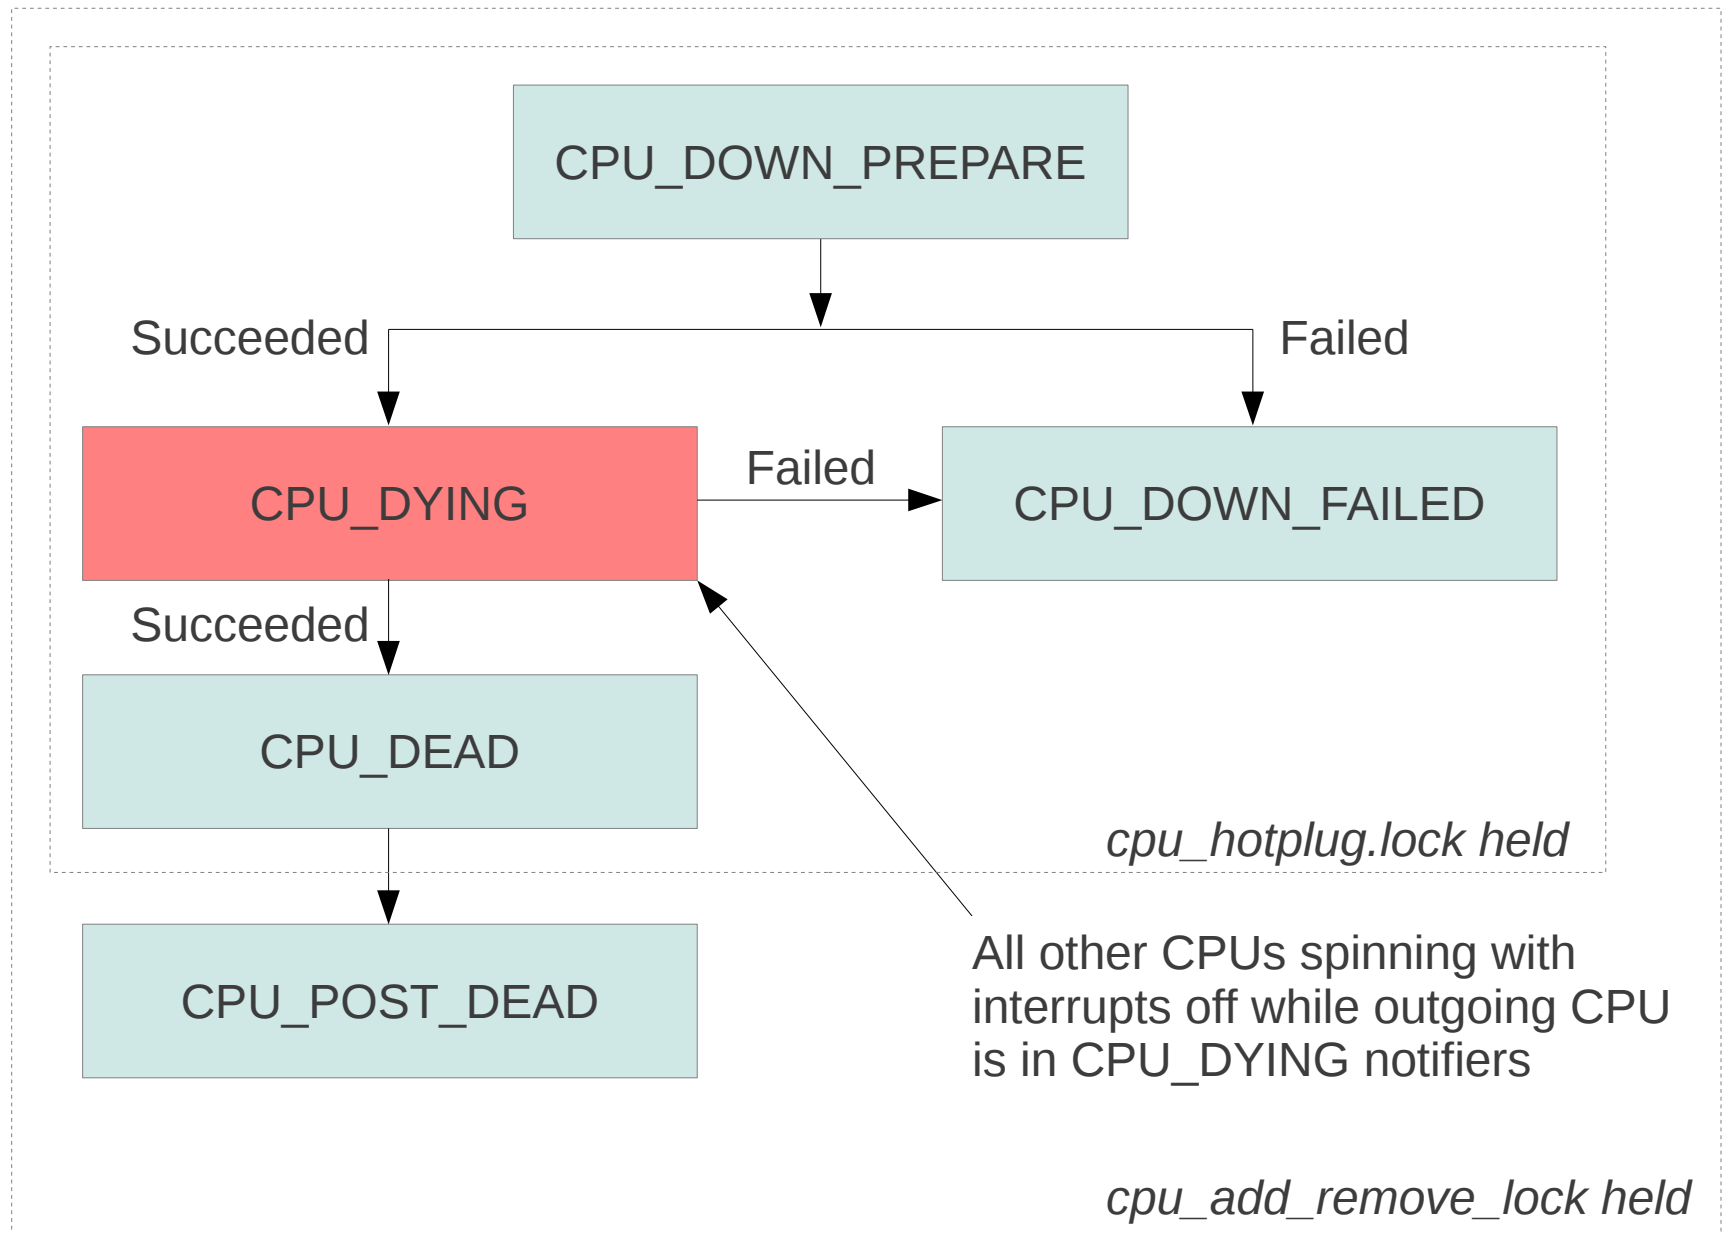 CPU_DOWN_PREPARE
Succeeded
Failed
CPU_DYING
Failed
CPU_DOWN_FAILED
Succeeded
CPU_DEAD
cpu_hotplug.lock held
CPU_POST_DEAD
All other CPUs spinning with
interrupts off while outgoing CPU
is in CPU_DYING notifiers
cpu_add_remove_lock held